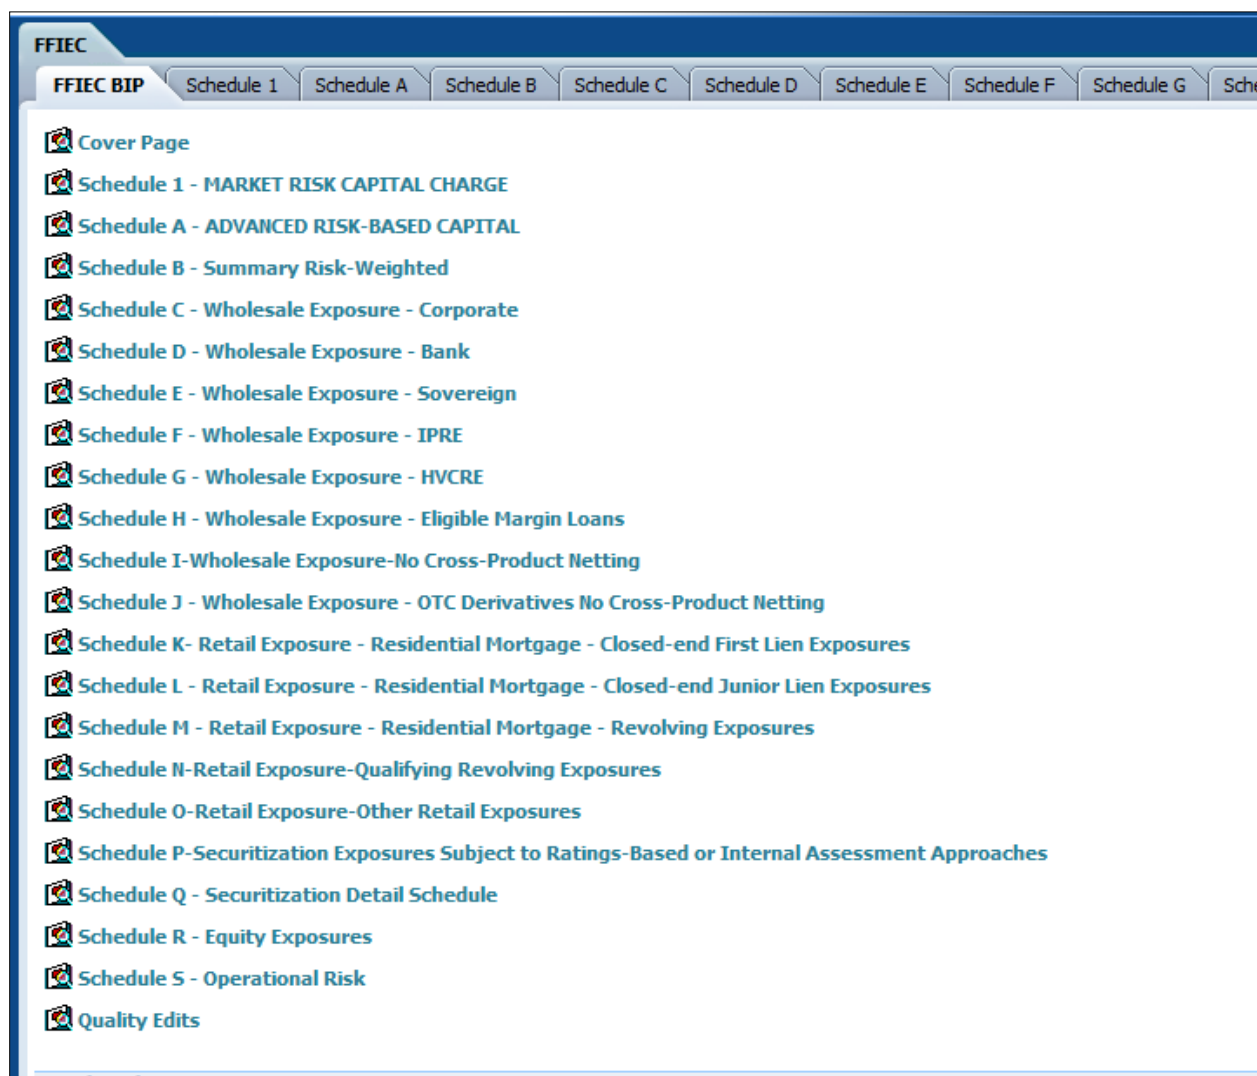 FFIEC
FFIEC BIP Schedule 1 Schedule A Schedule B Schedule C Schedule D Schedule E Schedule F Schedule G
Cover Page
Schedule 1 - MARKET RISK CAPITAL CHARGE
Schedule A - ADVANCED RISK-BASED CAPITAL
Schedule B - Summary Risk-Weighted
Schedule C - Wholesale Exposure - Corporate
Schedule D - Wholesale Exposure - Bank
Schedule E - Wholesale Exposure - Sovereign
Schedule F - Wholesale Exposure - IPRE
Schedule G - Wholesale Exposure - HVCRE
Schedule H - Wholesale Exposure - Eligible Margin Loans
Schedule I-Wholesale Exposure-No Cross-Product Netting
Schedule J - Wholesale Exposure - OTC Derivatives No Cross-Product Netting
Schedule K- Retail Exposure - Residential Mortgage - Closed-end First Lien Exposures
Schedule L - Retail Exposure - Residential Mortgage - Closed-end Junior Lien Exposures
Schedule M - Retail Exposure - Residential Mortgage - Revolving Exposures
Schedule N-Retail Exposure-Qualifying Revolving Exposures
Schedule O-Retail Exposure-Other Retail Exposures
Schedule P-Securitization Exposures Subject to Ratings-Based or Internal Assessment Approaches
Schedule Q - Securitization Detail Schedule
Schedule R - Equity Exposures
Schedule S - Operational Risk
Quality Edits